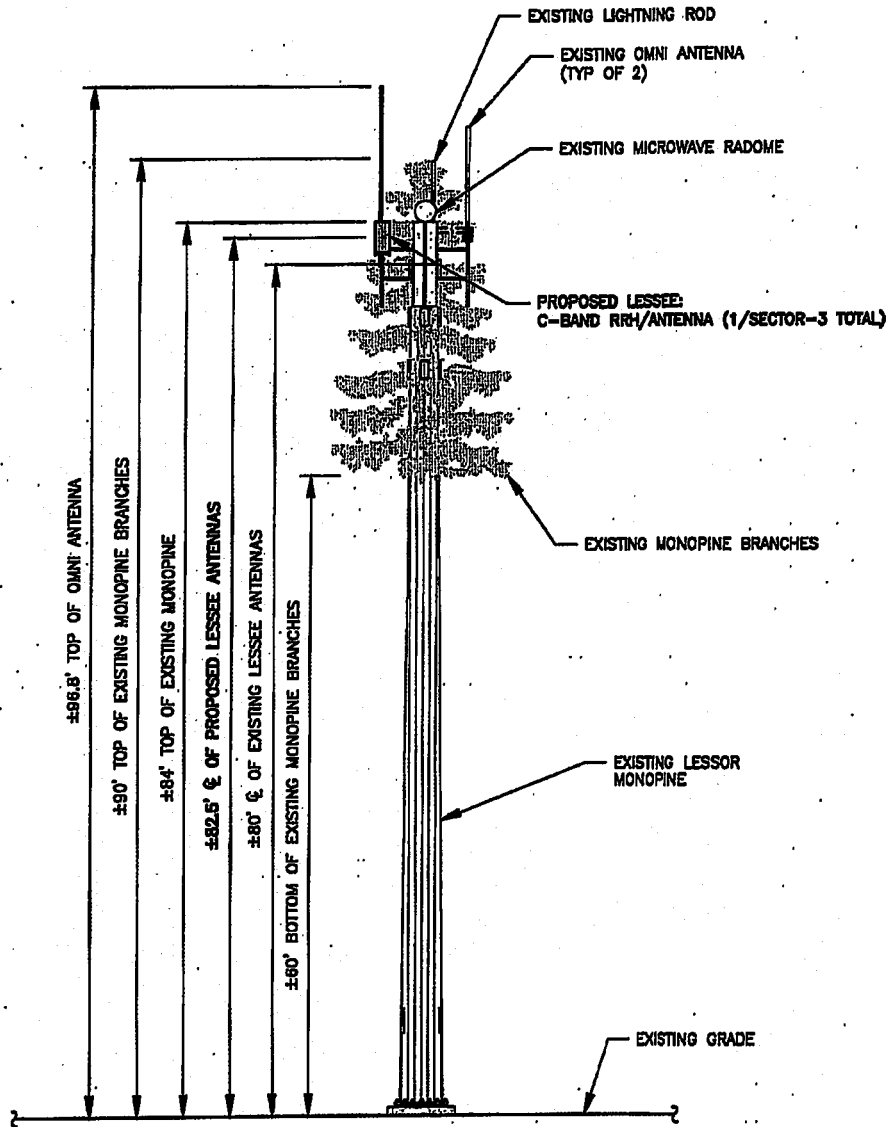 EXISTING LIGHTNING ROD
EXISTING OMNI ANTENNA
(TYP OF 2)
EXISTING MICROWAVE RADOME
PROPOSED LESSEE:
C-BAND RRH/ANTENNA (1/SECTOR-3 TOTAL)
EXISTING MONOPINE BRANCHES
EXISTING LESSOR
MONOPINE
EXISTING GRADE
±96.8' TOP OF OMNI ANTENNA
±90' TOP OF EXISTING MONOPINE BRANCHES
±84' TOP OF EXISTING MONOPINE
±82.5' ℄ OF PROPOSED LESSEE ANTENNAS
±80' ℄ OF EXISTING LESSEE ANTENNAS
±60' BOTTOM OF EXISTING MONOPINE BRANCHES